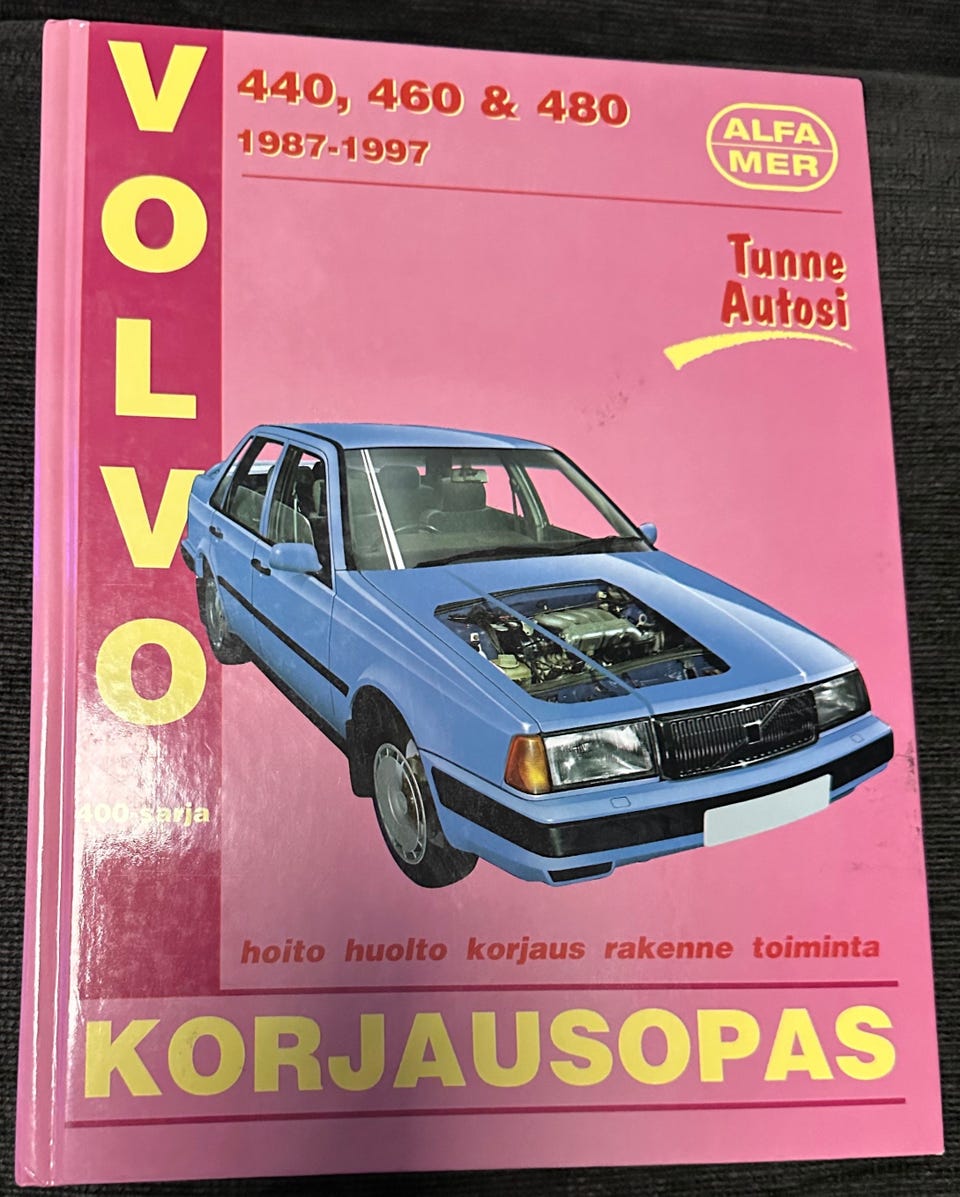 VOLVO
440, 460 & 480
1987-1997
ALFA
MER
Tunne
Autosi
400-sarja
hoito huolto korjaus rakenne toiminta
KORJAUSOPAS